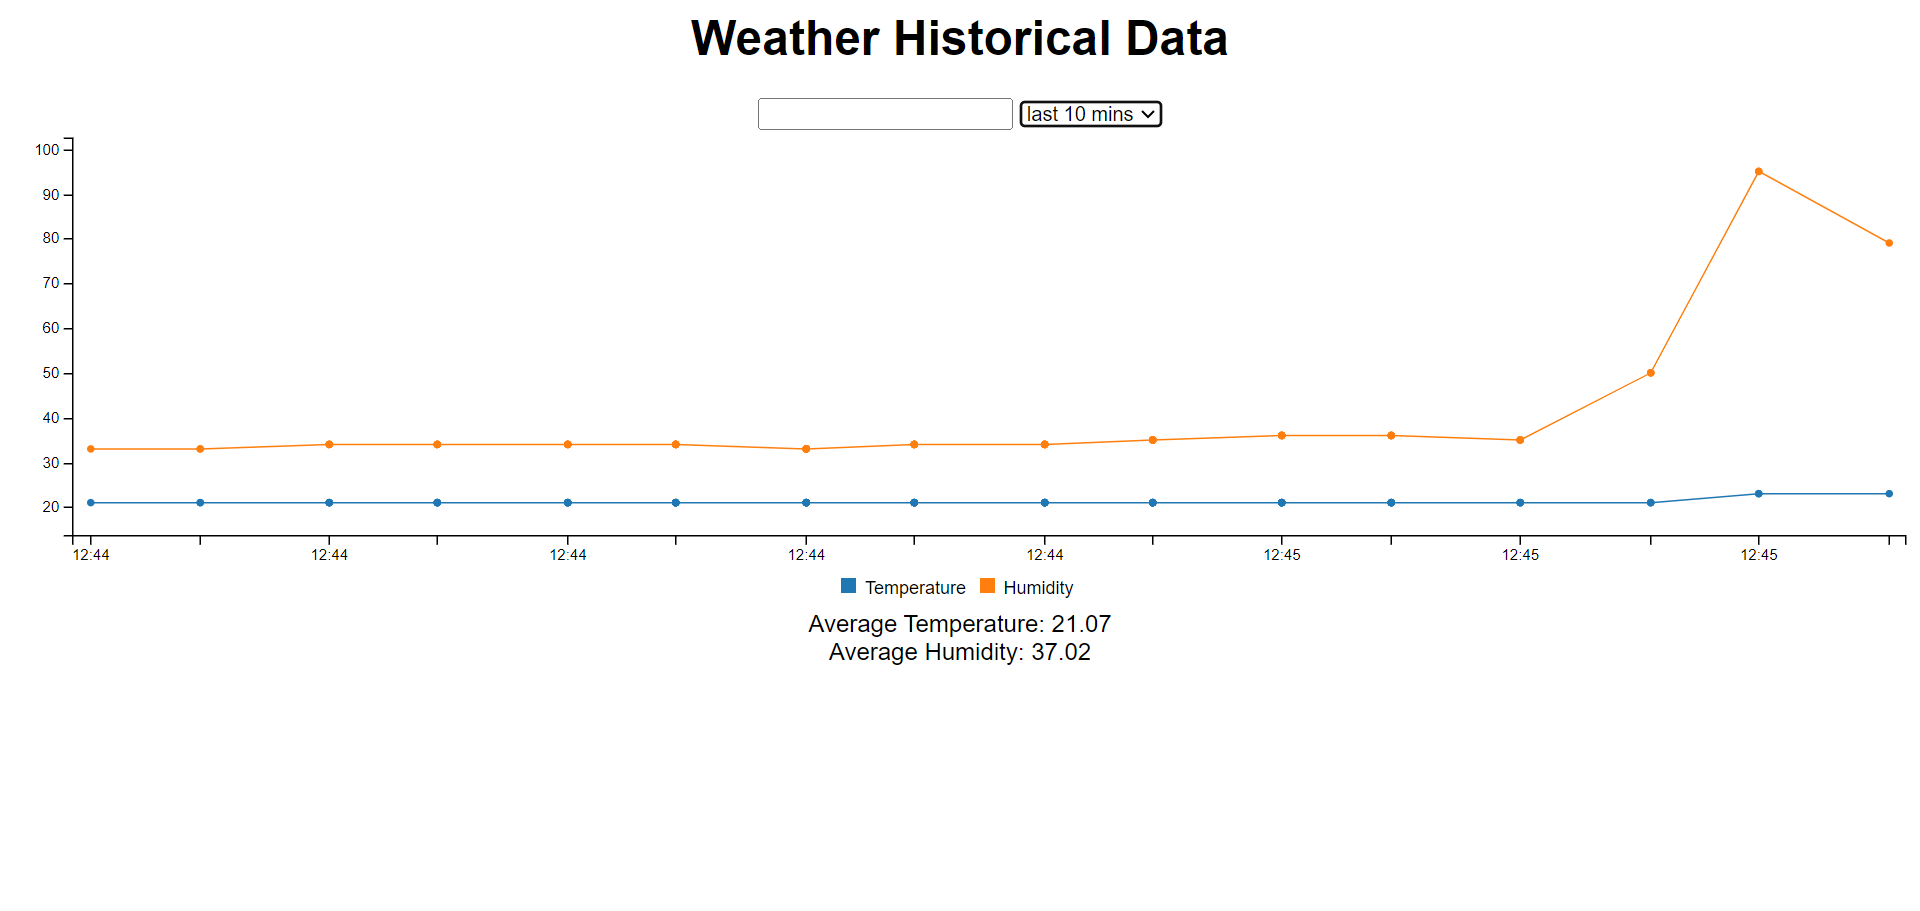 Weather Historical Data
last 10 mins
100
90
80
70
60
50
40
30
20
12:44 12:44 12:44 12:44 12:44 12:45 12:45 12:45
Temperature Humidity
Average Temperature: 21.07
Average Humidity: 37.02